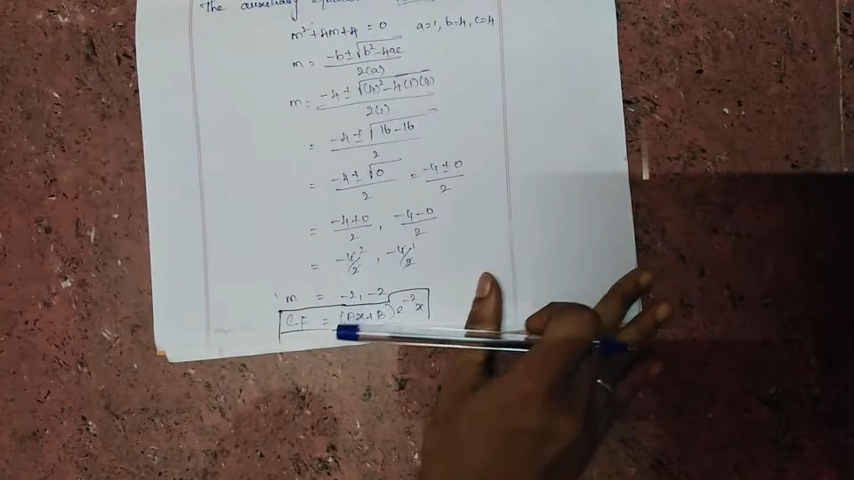 The auxiliary
m² + 4m + 4 = 0 a=1, b=4, c=4
m = -b ± √b² - 4ac / 2(a)
m = -4 ± √(4)² - 4(1)(4) / 2(1)
= -4 ± √16 - 16 / 2
= -4 ± √0 / 2 = -4 ± 0 / 2
= -4+0 / 2 , -4-0 / 2
= -4/2 , -4/2
m = -2, -2
C.F = (Ax+B) e^-2x